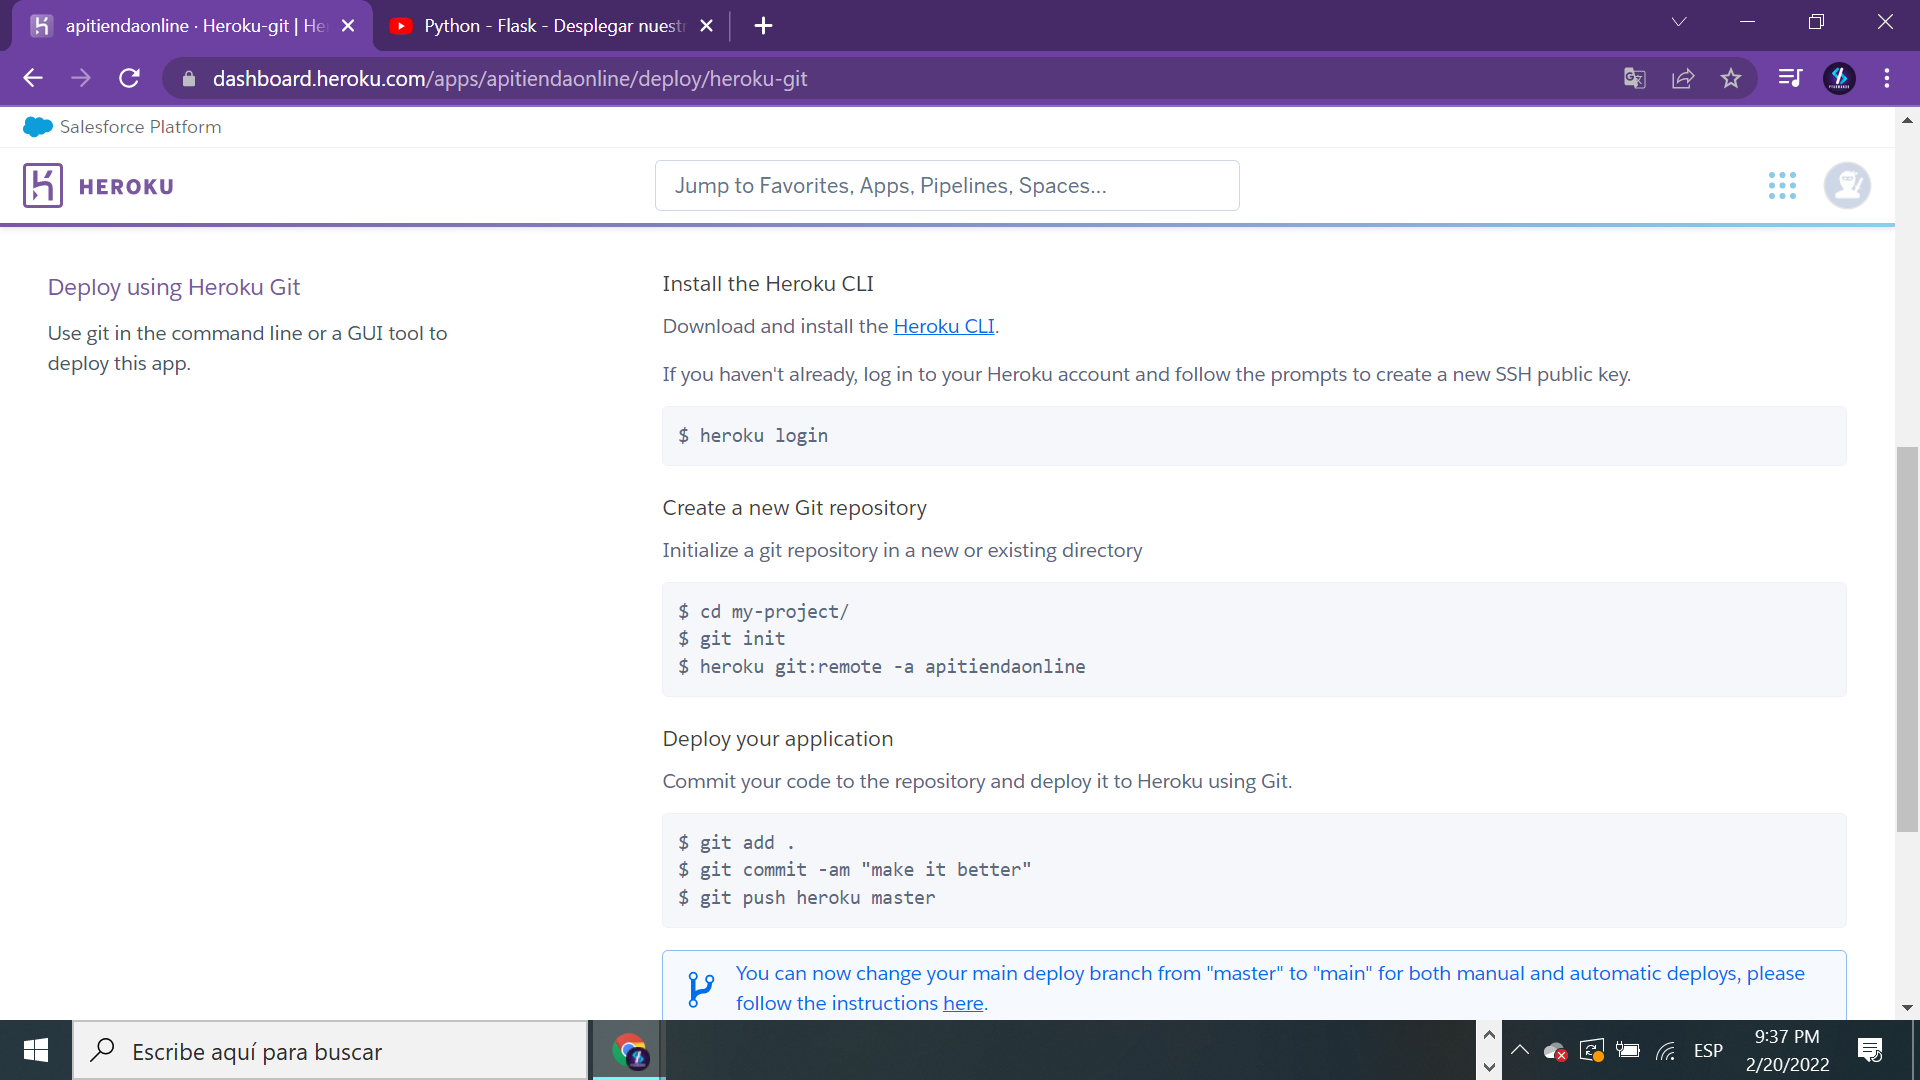 apitiendaonline · Heroku-git | He
Python - Flask - Desplegar nuest
dashboard.heroku.com/apps/apitiendaonline/deploy/heroku-git
Salesforce Platform
HEROKU
Jump to Favorites, Apps, Pipelines, Spaces...
Deploy using Heroku Git
Use git in the command line or a GUI tool to
deploy this app.
Install the Heroku CLI
Download and install the Heroku CLI.
If you haven't already, log in to your Heroku account and follow the prompts to create a new SSH public key.
$ heroku login
Create a new Git repository
Initialize a git repository in a new or existing directory
$ cd my-project/
$ git init
$ heroku git:remote -a apitiendaonline
Deploy your application
Commit your code to the repository and deploy it to Heroku using Git.
$ git add .
$ git commit -am "make it better"
$ git push heroku master
You can now change your main deploy branch from "master" to "main" for both manual and automatic deploys, please
follow the instructions here.
Escribe aquí para buscar
ESP
9:37 PM
2/20/2022